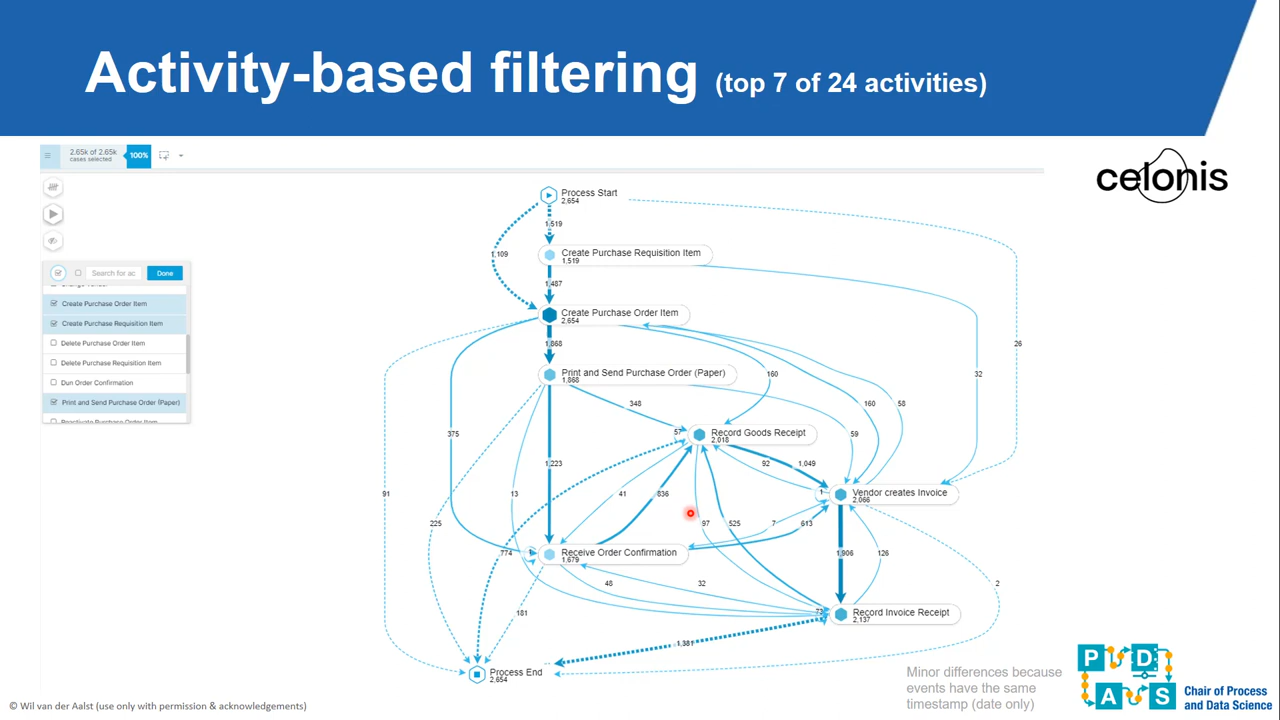 Activity-based filtering (top 7 of 24 activities)
2.65k of 2.65k
cases selected
100%
celonis
Process Start
2,654
1,519
1,109
Create Purchase Requisition Item
1,519
1,487
Search for ac
Done
Create Purchase Order Item
Create Purchase Requisition Item
Delete Purchase Order Item
Delete Purchase Requisition Item
Dun Order Confirmation
Print and Send Purchase Order (Paper)
Create Purchase Order Item
2,654
1,868
26
32
Print and Send Purchase Order (Paper)
1,868
160
348
160
58
375
57
Record Goods Receipt
2,018
59
1,223
92
1,049
91
13
41
836
1
Vendor creates Invoice
2,066
225
97
525
7
613
774
1
Receive Order Confirmation
1,679
1,906
126
48
32
2
181
73
Record Invoice Receipt
2,137
1,381
Process End
2,654
Minor differences because
events have the same
timestamp (date only)
P D A S
Chair of Process
and Data Science
© Wil van der Aalst (use only with permission & acknowledgements)